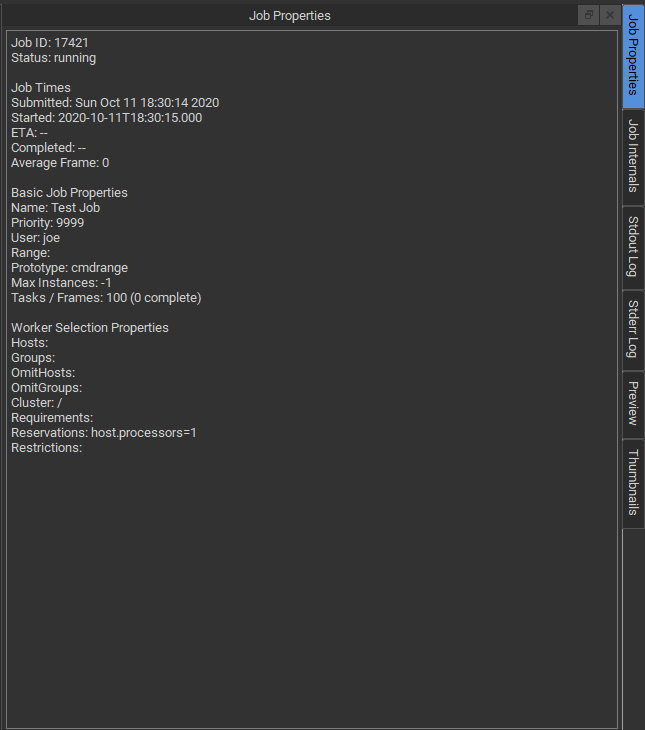 Job Properties
Job ID: 17421
Status: running
Job Times
Submitted: Sun Oct 11 18:30:14 2020
Started: 2020-10-11T18:30:15.000
ETA: --
Completed: --
Average Frame: 0
Basic Job Properties
Name: Test Job
Priority: 9999
User: joe
Range:
Prototype: cmdrange
Max Instances: -1
Tasks / Frames: 100 (0 complete)
Worker Selection Properties
Hosts:
Groups:
OmitHosts:
OmitGroups:
Cluster: /
Requirements:
Reservations: host.processors=1
Restrictions:
Job Properties
Job Internals
Stdout Log
Stderr Log
Preview
Thumbnails